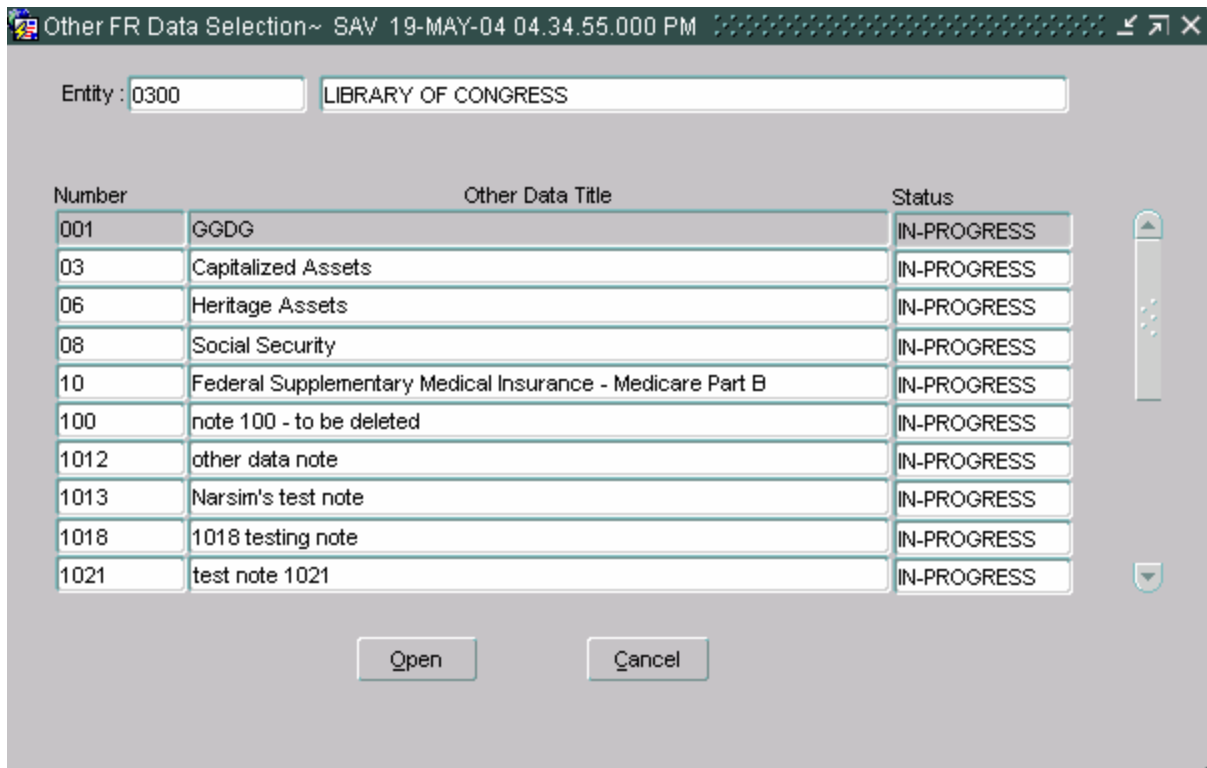 Other FR Data Selection~ SAV 19-MAY-04 04.34.55.000 PM
Entity : 0300 LIBRARY OF CONGRESS
Number Other Data Title Status
001 GGDG IN-PROGRESS
03 Capitalized Assets IN-PROGRESS
06 Heritage Assets IN-PROGRESS
08 Social Security IN-PROGRESS
10 Federal Supplementary Medical Insurance - Medicare Part B IN-PROGRESS
100 note 100 - to be deleted IN-PROGRESS
1012 other data note IN-PROGRESS
1013 Narsim's test note IN-PROGRESS
1018 1018 testing note IN-PROGRESS
1021 test note 1021 IN-PROGRESS
Open Cancel